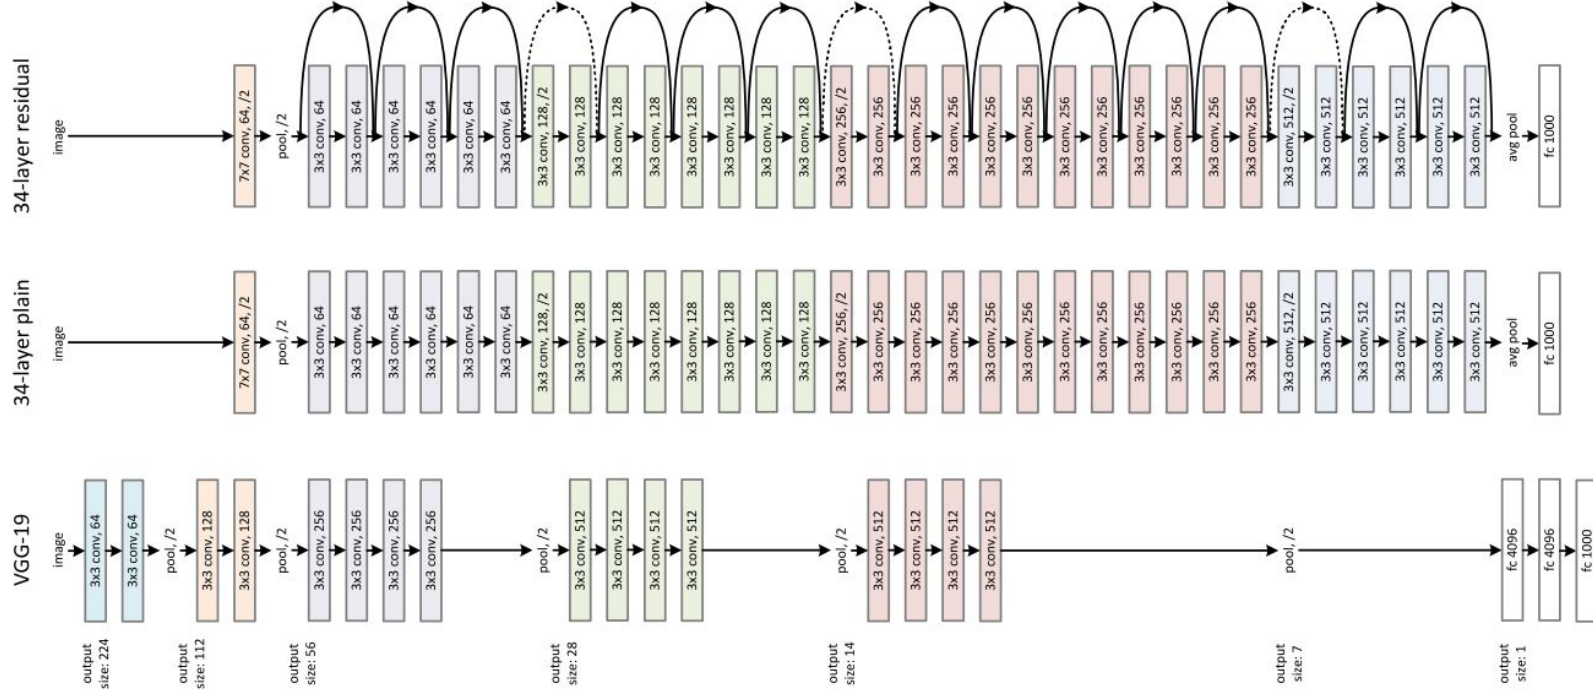 34-layer residual
image
7x7 conv, 64, /2
pool, /2
3x3 conv, 64
3x3 conv, 64
3x3 conv, 64
3x3 conv, 64
3x3 conv, 64
3x3 conv, 64
3x3 conv, 128, /2
3x3 conv, 128
3x3 conv, 128
3x3 conv, 128
3x3 conv, 128
3x3 conv, 128
3x3 conv, 128
3x3 conv, 128
3x3 conv, 256, /2
3x3 conv, 256
3x3 conv, 256
3x3 conv, 256
3x3 conv, 256
3x3 conv, 256
3x3 conv, 256
3x3 conv, 256
3x3 conv, 256
3x3 conv, 256
3x3 conv, 256
3x3 conv, 256
3x3 conv, 512, /2
3x3 conv, 512
3x3 conv, 512
3x3 conv, 512
3x3 conv, 512
3x3 conv, 512
avg pool
fc 1000
34-layer plain
image
7x7 conv, 64, /2
pool, /2
3x3 conv, 64
3x3 conv, 64
3x3 conv, 64
3x3 conv, 64
3x3 conv, 64
3x3 conv, 64
3x3 conv, 128, /2
3x3 conv, 128
3x3 conv, 128
3x3 conv, 128
3x3 conv, 128
3x3 conv, 128
3x3 conv, 128
3x3 conv, 128
3x3 conv, 256, /2
3x3 conv, 256
3x3 conv, 256
3x3 conv, 256
3x3 conv, 256
3x3 conv, 256
3x3 conv, 256
3x3 conv, 256
3x3 conv, 256
3x3 conv, 256
3x3 conv, 256
3x3 conv, 256
3x3 conv, 512, /2
3x3 conv, 512
3x3 conv, 512
3x3 conv, 512
3x3 conv, 512
3x3 conv, 512
avg pool
fc 1000
VGG-19
image
3x3 conv, 64
3x3 conv, 64
pool, /2
3x3 conv, 128
3x3 conv, 128
pool, /2
3x3 conv, 256
3x3 conv, 256
3x3 conv, 256
3x3 conv, 256
pool, /2
3x3 conv, 512
3x3 conv, 512
3x3 conv, 512
3x3 conv, 512
pool, /2
3x3 conv, 512
3x3 conv, 512
3x3 conv, 512
3x3 conv, 512
pool, /2
fc 4096
fc 4096
fc 1000
output
size: 224
output
size: 112
output
size: 56
output
size: 28
output
size: 14
output
size: 7
output
size: 1